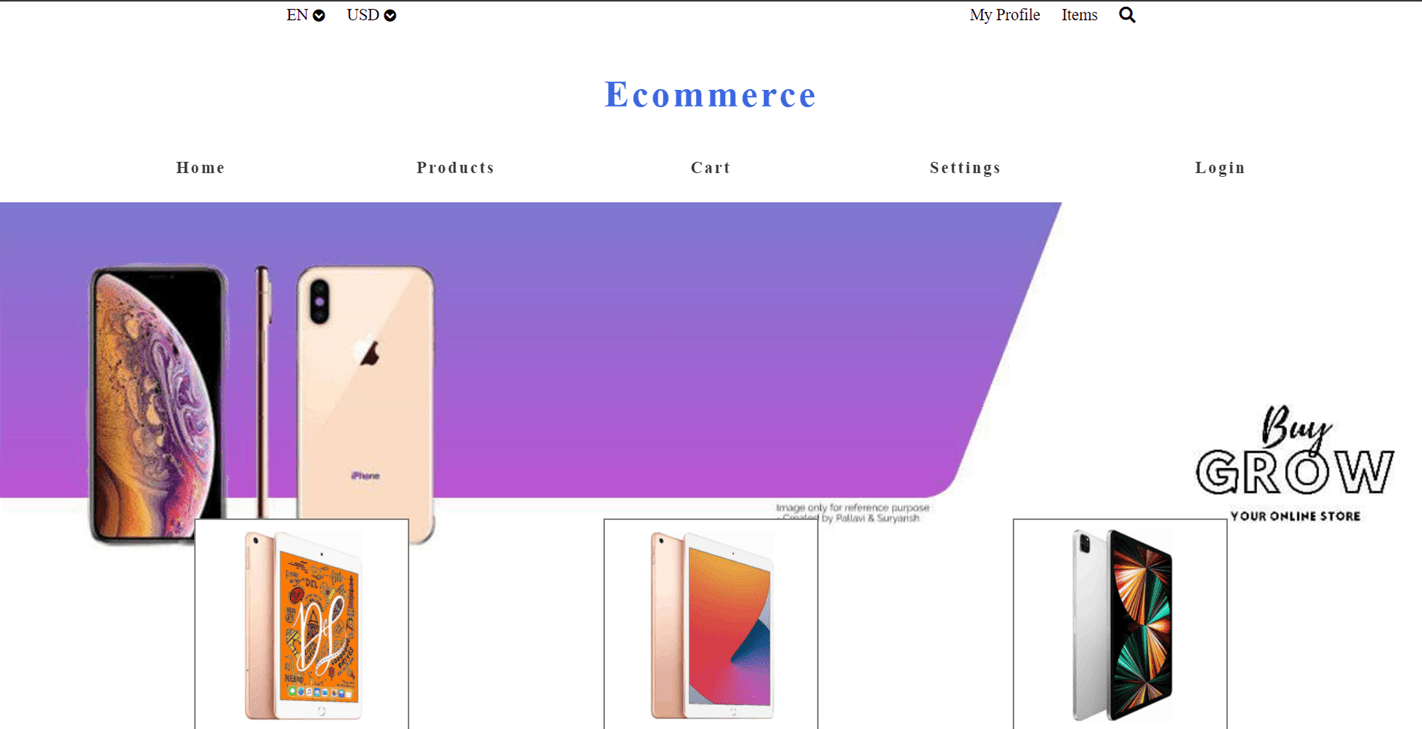 EN USD My Profile Items
Ecommerce
Home Products Cart Settings Login
iPhone
Buy
GROW
YOUR ONLINE STORE
Image only for reference purpose
- Created by Pallavi & Suryansh
DL